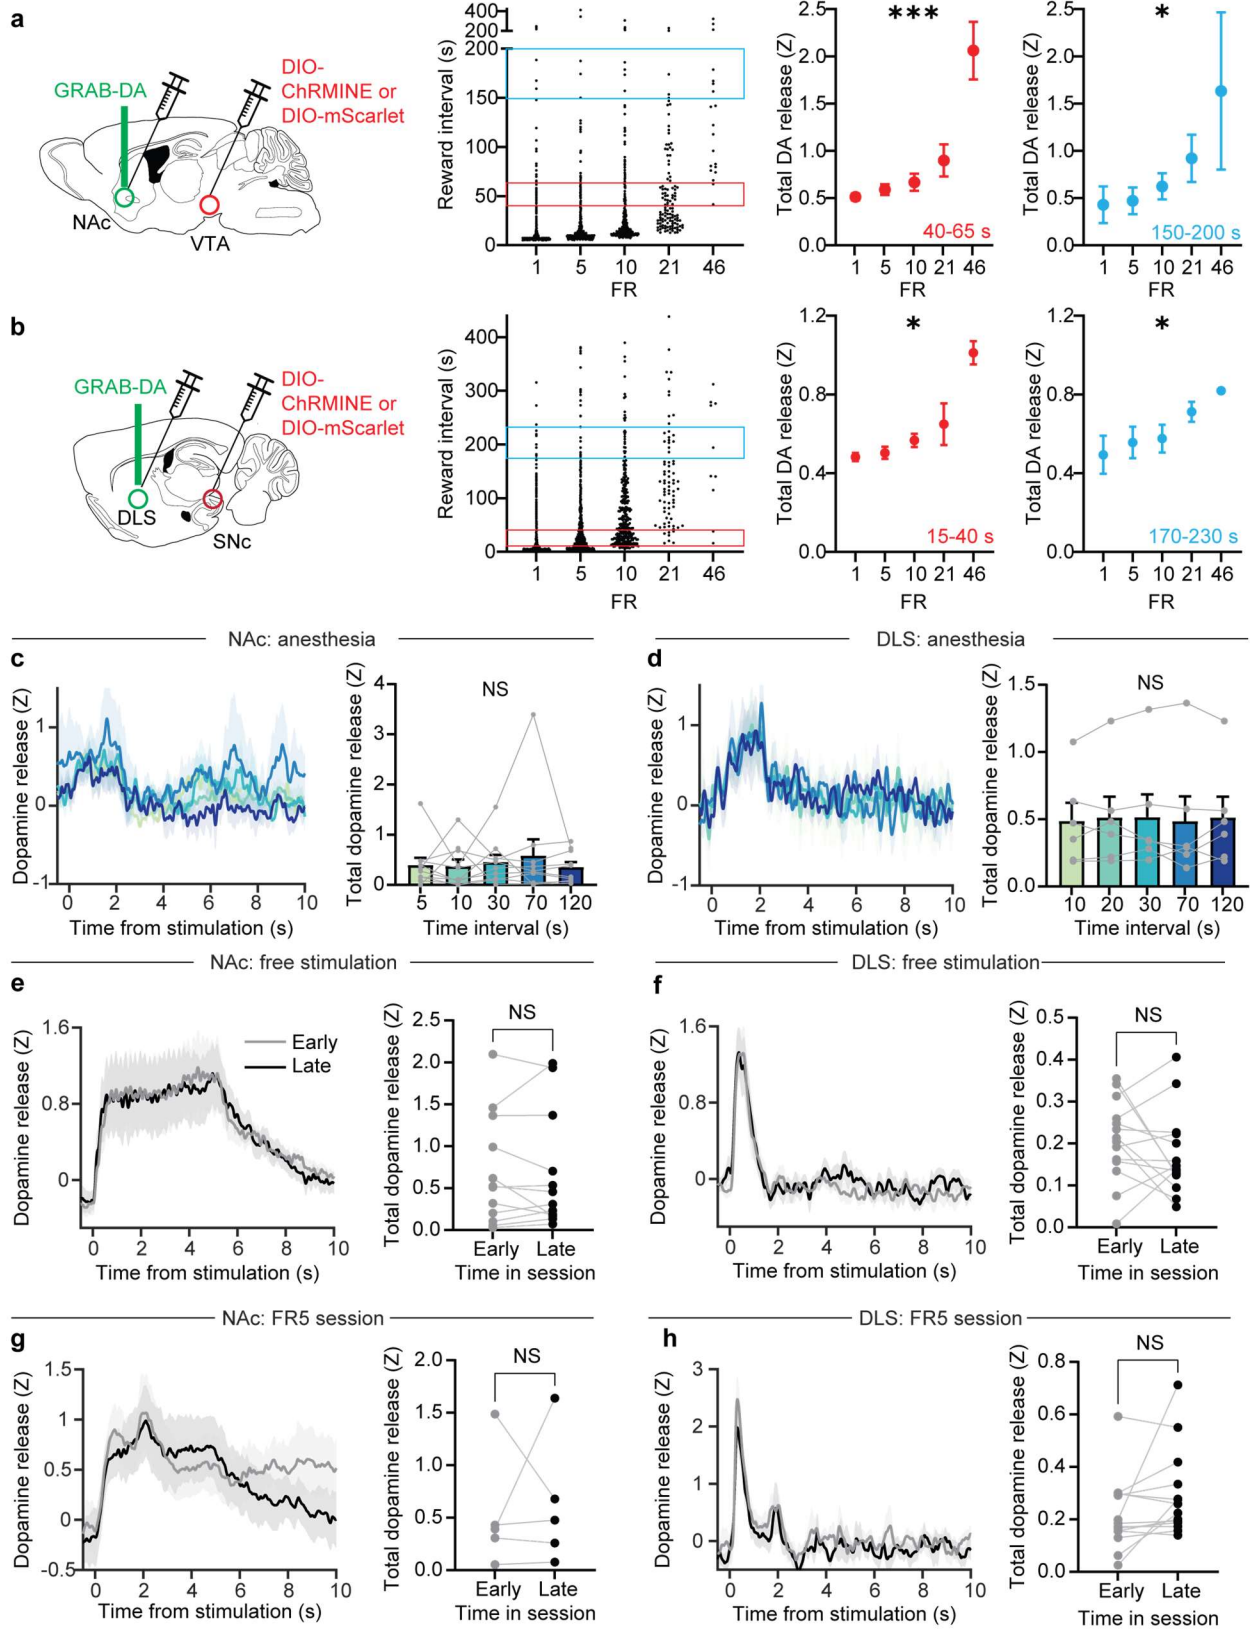 a
GRAB-DA
DIO-
ChRMINE or
DIO-mScarlet
NAc
VTA
Reward interval (s)
400
200
200
150
100
50
0
1 5 10 21 46
FR
Total DA release (Z)
2.5
2.0
1.5
1.0
0.5
0.0
***
40-65 s
1 5 10 21 46
FR
Total DA release (Z)
2.5
2.0
1.5
1.0
0.5
0.0
*
150-200 s
1 5 10 21 46
FR
b
GRAB-DA
DIO-
ChRMINE or
DIO-mScarlet
DLS
SNc
Reward interval (s)
400
300
200
100
0
1 5 10 21 46
FR
Total DA release (Z)
1.2
0.8
0.4
0.0
*
15-40 s
1 5 10 21 46
FR
Total DA release (Z)
1.2
0.8
0.4
0.0
*
170-230 s
1 5 10 21 46
FR
NAc: anesthesia
c
Dopamine release (Z)
1
0
-1
0 2 4 6 8 10
Time from stimulation (s)
Total dopamine release (Z)
4
3
2
1
0
NS
5 10 30 70 120
Time interval (s)
DLS: anesthesia
d
Dopamine release (Z)
1
0
-1
0 2 4 6 8 10
Time from stimulation (s)
Total dopamine release (Z)
1.5
1.0
0.5
0.0
NS
10 20 30 70 120
Time interval (s)
NAc: free stimulation
e
Dopamine release (Z)
1.6
0.8
0
Early
Late
0 2 4 6 8 10
Time from stimulation (s)
Total dopamine release (Z)
2.5
2.0
1.5
1.0
0.5
0.0
NS
Early Late
Time in session
DLS: free stimulation
f
Dopamine release (Z)
1.6
0.8
0
0 2 4 6 8 10
Time from stimulation (s)
Total dopamine release (Z)
0.5
0.4
0.3
0.2
0.1
0.0
NS
Early Late
Time in session
NAc: FR5 session
g
Dopamine release (Z)
1.5
1
0.5
0
-0.5
0 2 4 6 8 10
Time from stimulation (s)
Total dopamine release (Z)
2.0
1.5
1.0
0.5
0.0
NS
Early Late
Time in session
DLS: FR5 session
h
Dopamine release (Z)
3
2
1
0
0 2 4 6 8 10
Time from stimulation (s)
Total dopamine release (Z)
0.8
0.6
0.4
0.2
0.0
NS
Early Late
Time in session